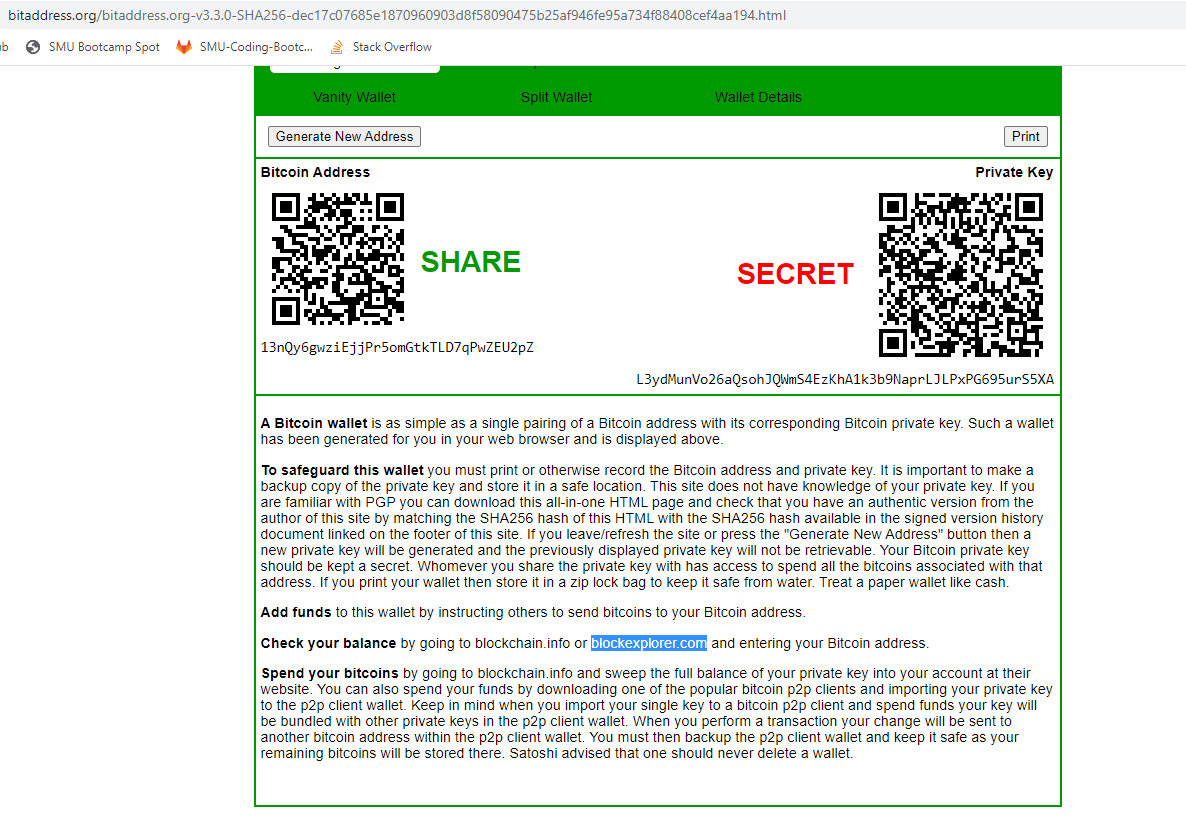 bitaddress.org/bitaddress.org-v3.3.0-SHA256-dec17c07685e1870960903d8f58090475b25af946fe95a734f88408cef4aa194.html
SMU Bootcamp Spot SMU-Coding-Bootc... Stack Overflow
Vanity Wallet Split Wallet Wallet Details
Generate New Address Print
Bitcoin Address Private Key
SHARE
SECRET
13nQy6gwziEjjPr5omGtkTLD7qPwZEU2pZ
L3ydMunVo26aQsohJQWmS4EzKhA1k3b9NaprLJLPxPG695urS5XA
A Bitcoin wallet is as simple as a single pairing of a Bitcoin address with its corresponding Bitcoin private key. Such a wallet
has been generated for you in your web browser and is displayed above.
To safeguard this wallet you must print or otherwise record the Bitcoin address and private key. It is important to make a
backup copy of the private key and store it in a safe location. This site does not have knowledge of your private key. If you
are familiar with PGP you can download this all-in-one HTML page and check that you have an authentic version from the
author of this site by matching the SHA256 hash of this HTML with the SHA256 hash available in the signed version history
document linked on the footer of this site. If you leave/refresh the site or press the "Generate New Address" button then a
new private key will be generated and the previously displayed private key will not be retrievable. Your Bitcoin private key
should be kept a secret. Whomever you share the private key with has access to spend all the bitcoins associated with that
address. If you print your wallet then store it in a zip lock bag to keep it safe from water. Treat a paper wallet like cash.
Add funds to this wallet by instructing others to send bitcoins to your Bitcoin address.
Check your balance by going to blockchain.info or blockexplorer.com and entering your Bitcoin address.
Spend your bitcoins by going to blockchain.info and sweep the full balance of your private key into your account at their
website. You can also spend your funds by downloading one of the popular bitcoin p2p clients and importing your private key
to the p2p client wallet. Keep in mind when you import your single key to a bitcoin p2p client and spend funds your key will
be bundled with other private keys in the p2p client wallet. When you perform a transaction your change will be sent to
another bitcoin address within the p2p client wallet. You must then backup the p2p client wallet and keep it safe as your
remaining bitcoins will be stored there. Satoshi advised that one should never delete a wallet.